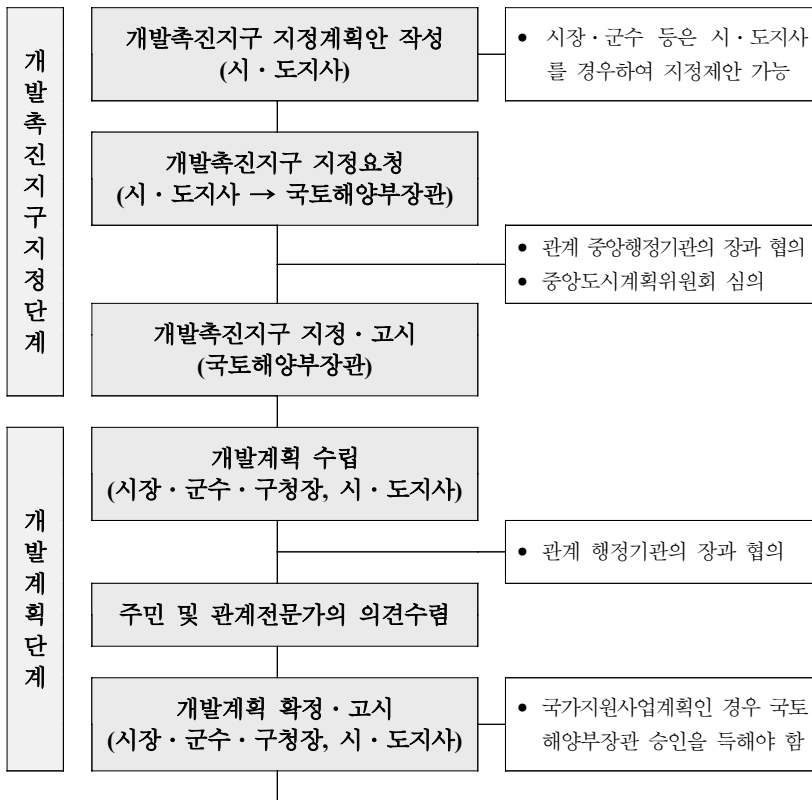 개발촉진지구지정단계
개발촉진지구 지정계획안 작성
(시・도지사)
• 시장・군수 등은 시・도지사
를 경유하여 지정제안 가능
개발촉진지구 지정요청
(시・도지사 → 국토해양부장관)
• 관계 중앙행정기관의 장과 협의
• 중앙도시계획위원회 심의
개발촉진지구 지정・고시
(국토해양부장관)
개발계획단계
개발계획 수립
(시장・군수・구청장, 시・도지사)
• 관계 행정기관의 장과 협의
주민 및 관계전문가의 의견수렴
개발계획 확정・고시
(시장・군수・구청장, 시・도지사)
• 국가지원사업계획인 경우 국토
해양부장관 승인을 득해야 함